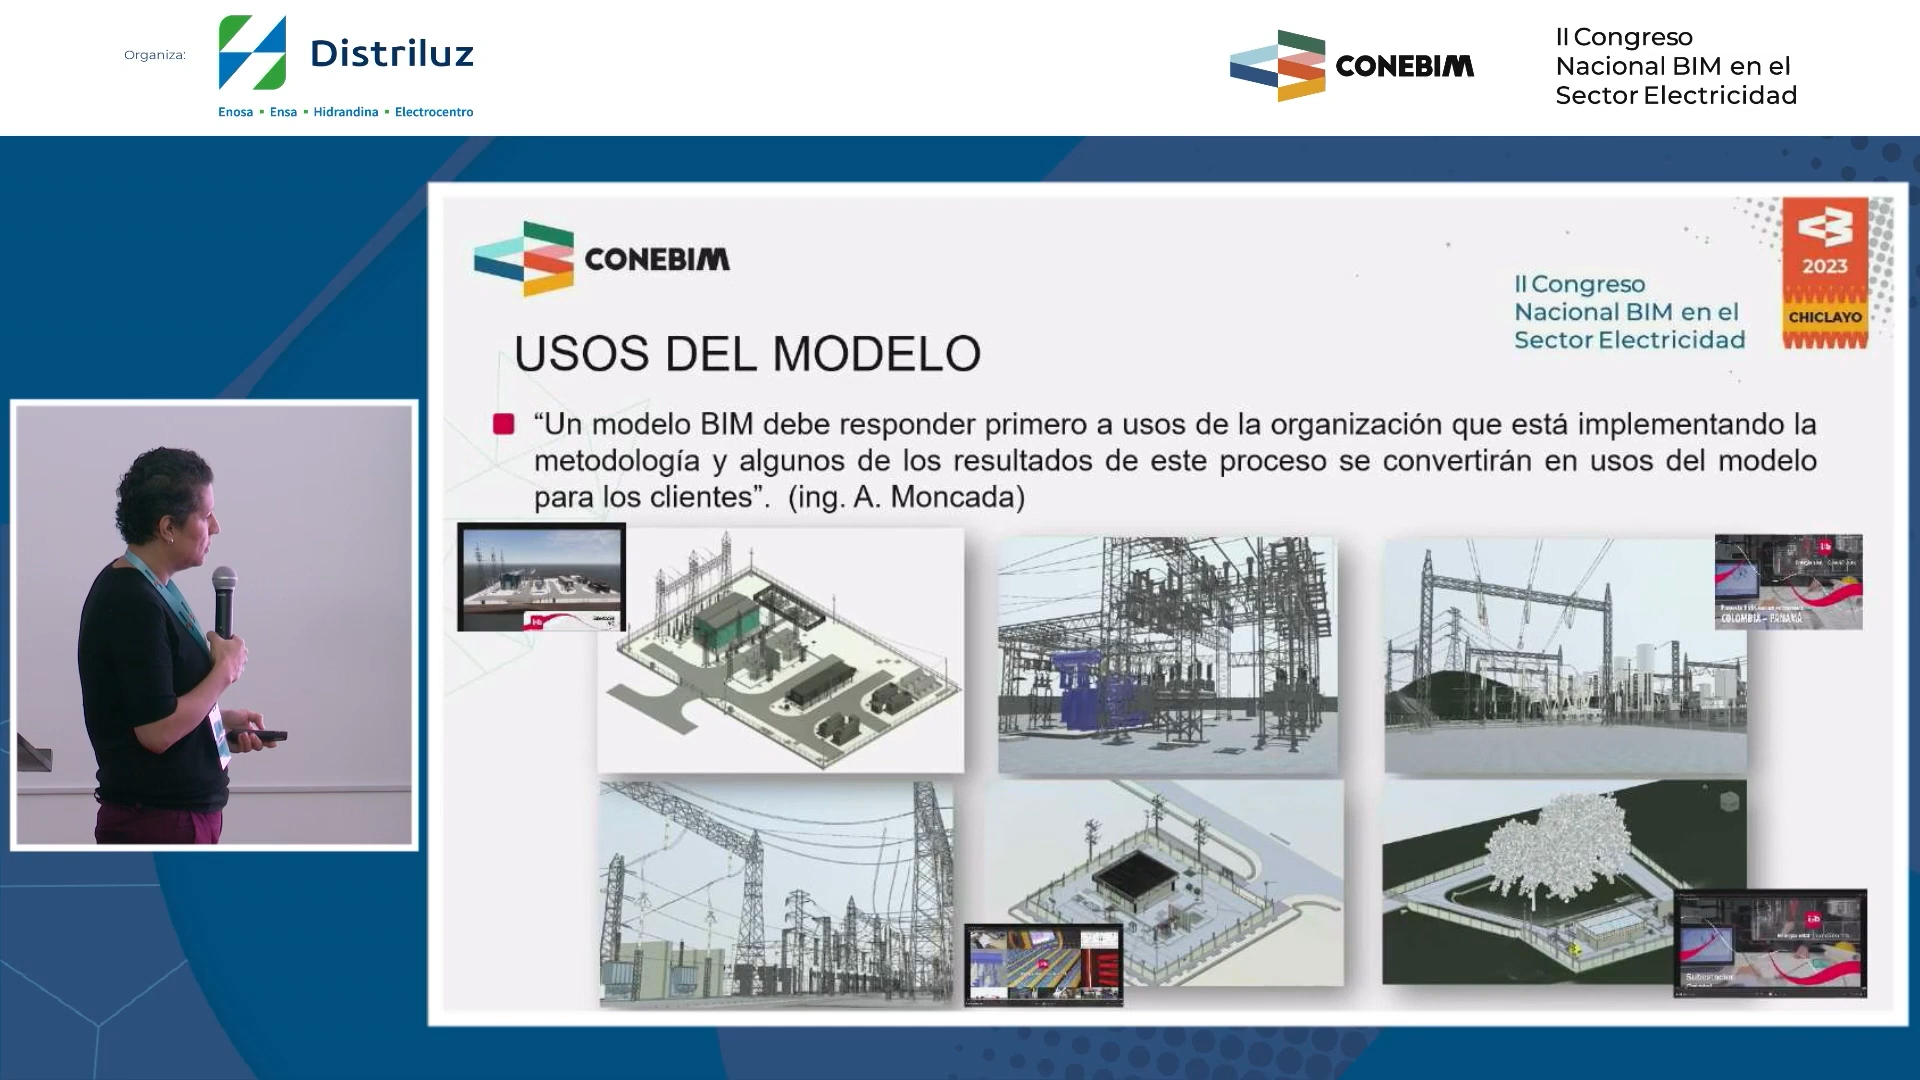 Organiza:
Distriluz
Enosa ▪ Ensa ▪ Hidrandina ▪ Electrocentro
CONEBIM
II Congreso
Nacional BIM en el
Sector Electricidad
CONEBIM
2023
CHICLAYO
II Congreso
Nacional BIM en el
Sector Electricidad
USOS DEL MODELO
“Un modelo BIM debe responder primero a usos de la organización que está implementando la
metodología y algunos de los resultados de este proceso se convertirán en usos del modelo
para los clientes”. (ing. A. Moncada)
COLOMBIA – PANAMÁ
Subestación